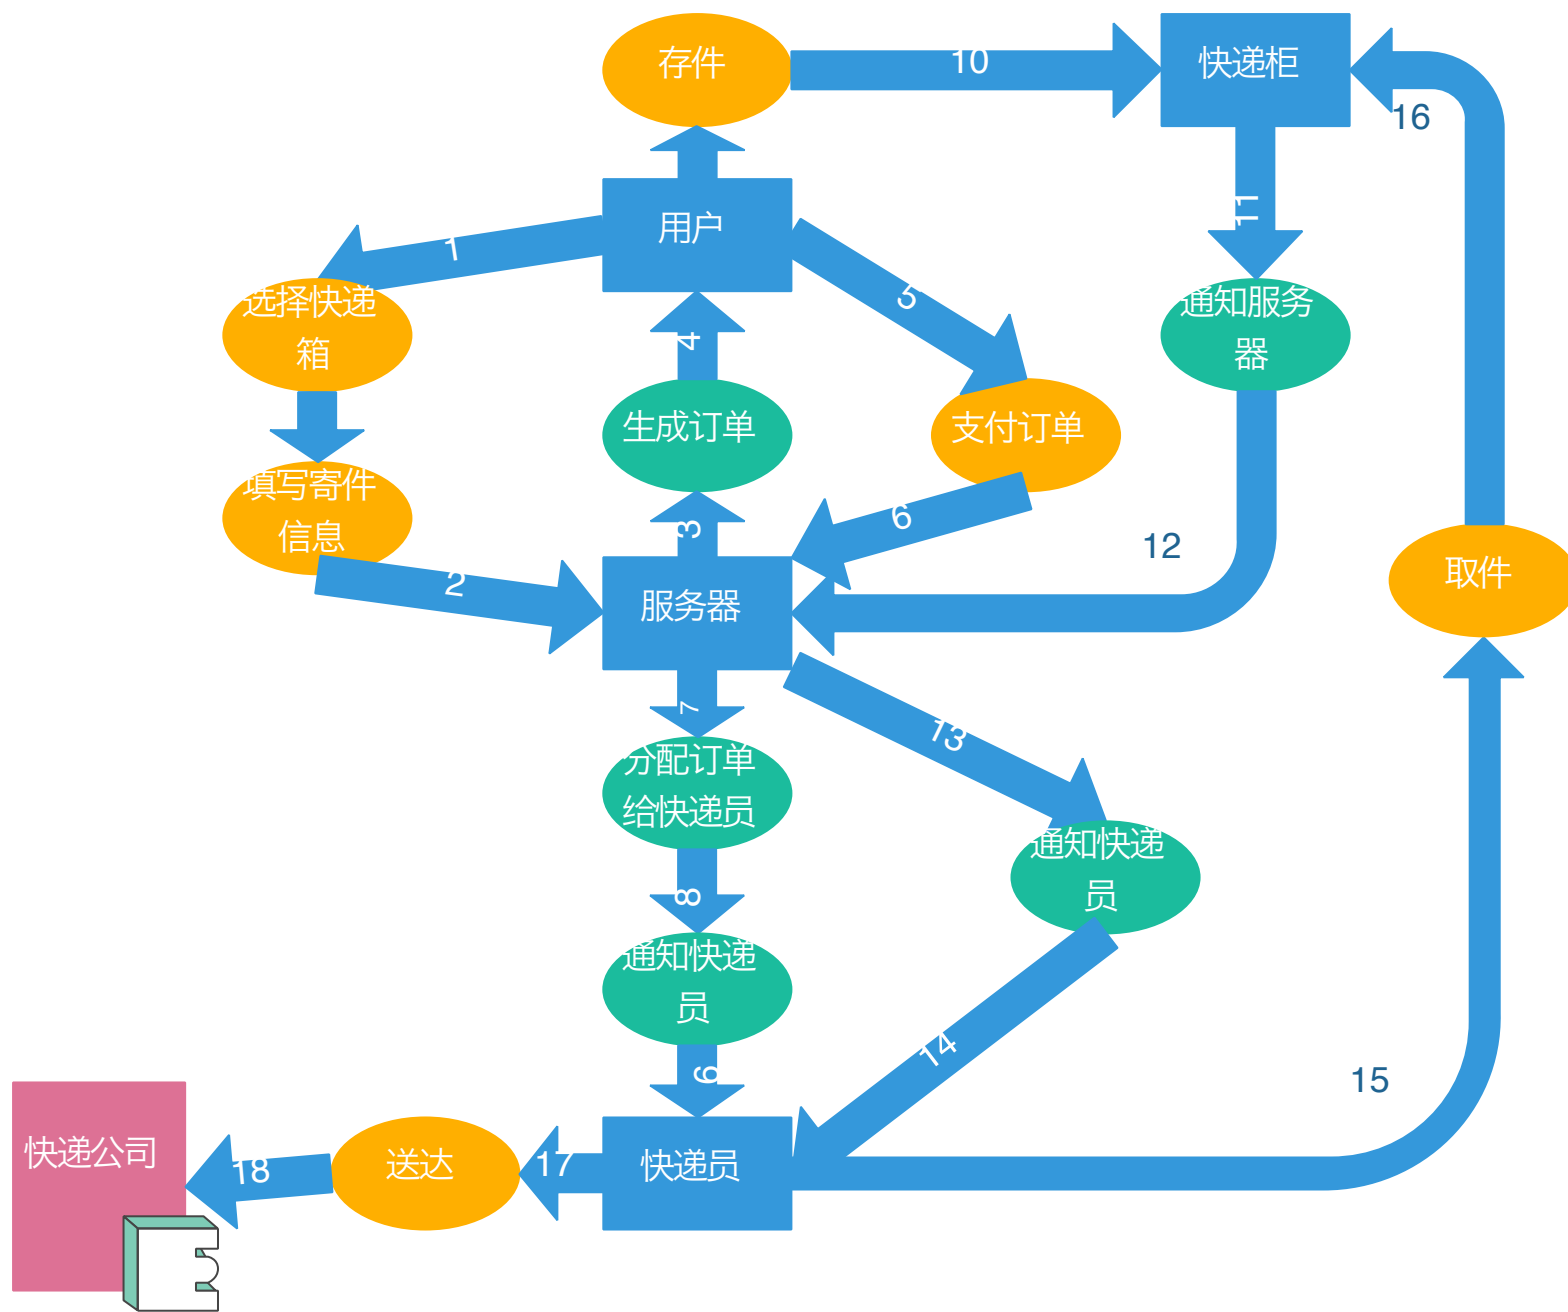 存件
10
快递柜
16
用户
1
11
5
选择快递
箱
4
通知服务
器
生成订单
支付订单
填写寄件
信息
3
6
12
2
服务器
取件
7
13
分配订单
给快递员
通知快递
员
8
通知快递
员
9
14
15
快递公司
18
送达
17
快递员